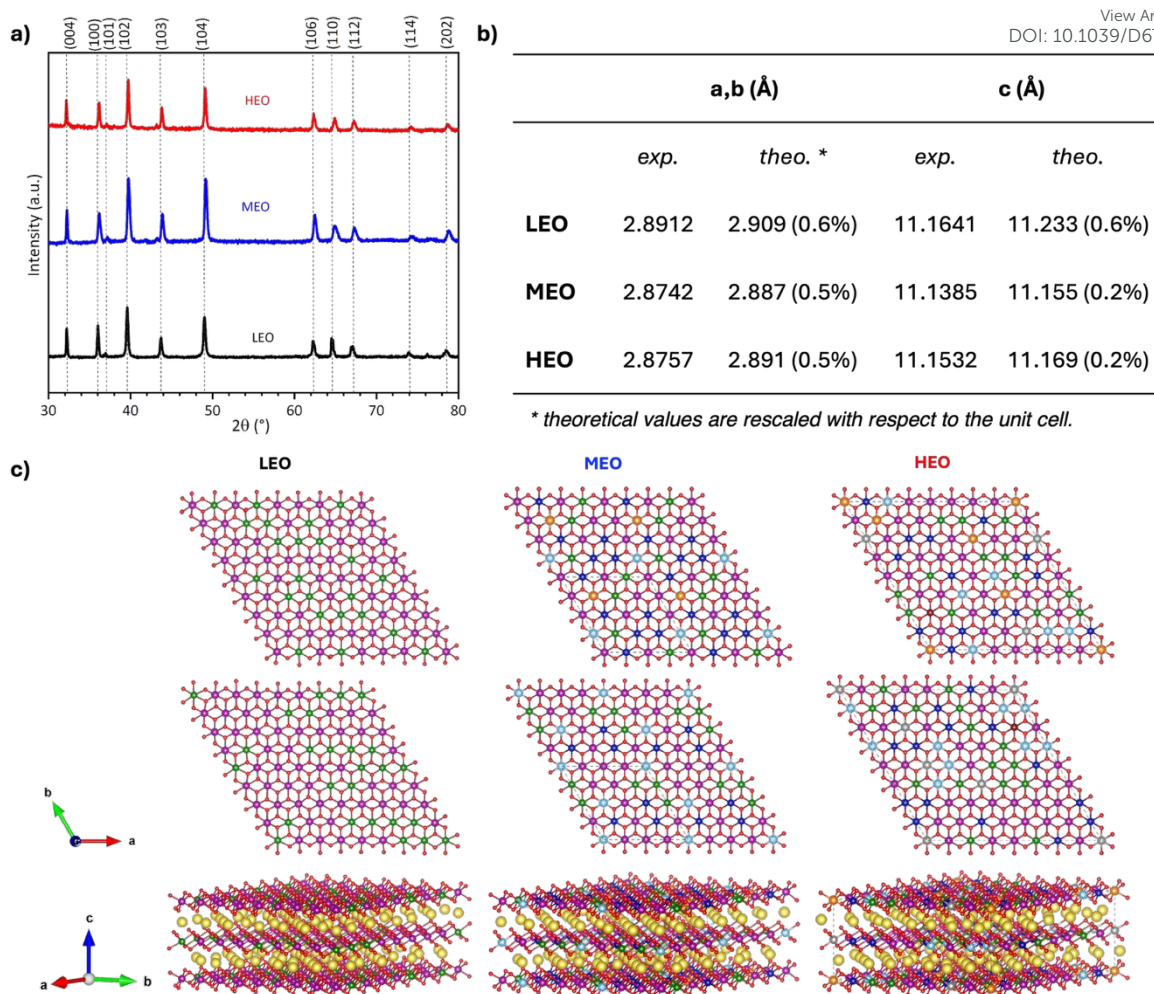 View Ar
DOI: 10.1039/D6
a)
(004) (100) (101) (102) (103) (104) (106) (110) (112) (114) (202)
HEO
MEO
LEO
Intensity (a.u.)
30 40 50 60 70 80
2θ (°)
b)
a,b (Å) c (Å)
exp. theo. * exp. theo.
LEO 2.8912 2.909 (0.6%) 11.1641 11.233 (0.6%)
MEO 2.8742 2.887 (0.5%) 11.1385 11.155 (0.2%)
HEO 2.8757 2.891 (0.5%) 11.1532 11.169 (0.2%)
* theoretical values are rescaled with respect to the unit cell.
c)
LEO MEO HEO
b
a
c
a b